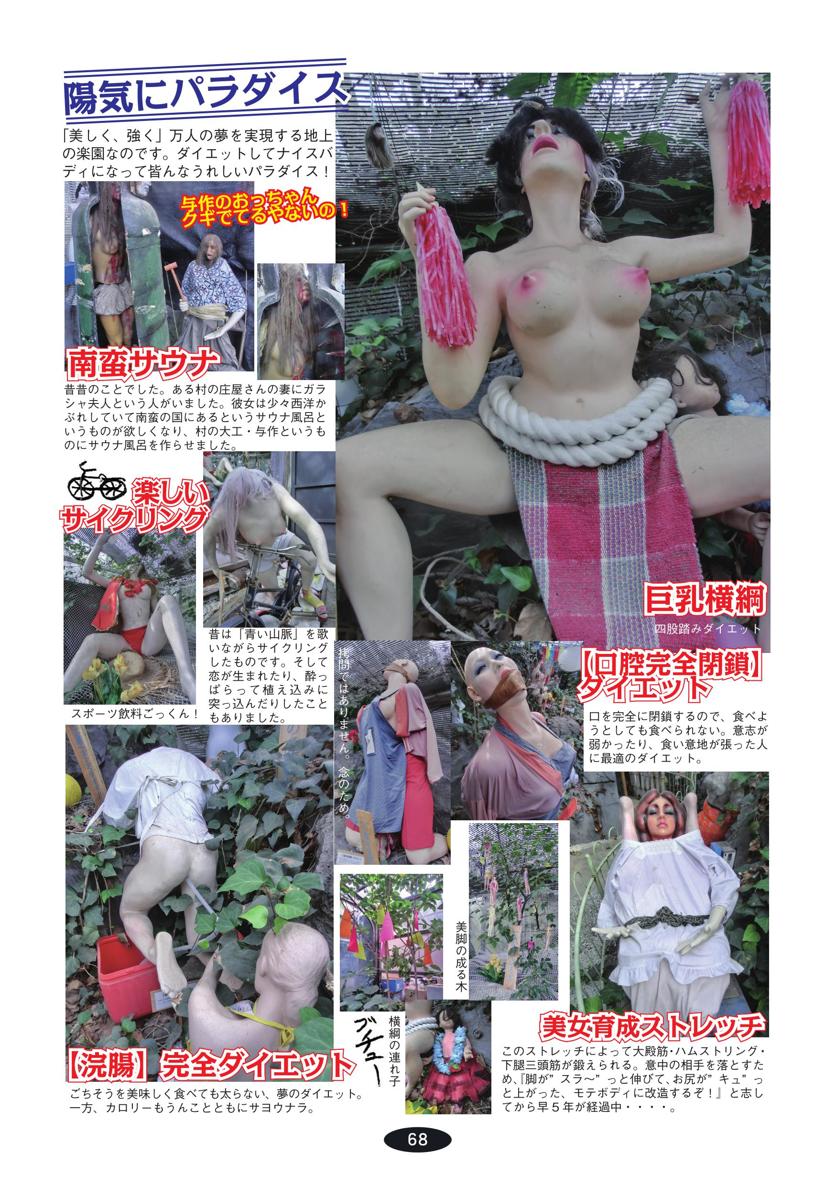 陽気にパラダイス
「美しく、強く」万人の夢を実現する地上
の楽園なのです。ダイエットしてナイスバ
ディになって皆んなうれしいパラダイス！
与作のおっちゃん
クギでてるやないの！
南蛮サウナ
昔昔のことでした。ある村の庄屋さんの妻にガラ
シャ夫人という人がいました。彼女は少々西洋か
ぶれしていて南蛮の国にあるというサウナ風呂と
いうものが欲しくなり、村の大工・与作というも
のにサウナ風呂を作らせました。
楽しい
サイクリング
昔は「青い山脈」を歌
いながらサイクリング
したものです。そして
恋が生まれたり、酔っ
ぱらって植え込みに
突っ込んだりしたこと
もありました。
スポーツ飲料ごっくん！
巨乳横綱
四股踏みダイエット
拷問ではありません。念のため。
【口腔完全閉鎖】
ダイエット
口を完全に閉鎖するので、食べよ
うとしても食べられない。意志が
弱かったり、食い意地が張った人
に最適のダイエット。
美脚の成る木
横綱の連れ子
ブチュー
【浣腸】完全ダイエット
ごちそうを美味しく食べても太らない、夢のダイエット。
一方、カロリーもうんことともにサヨウナラ。
美女育成ストレッチ
このストレッチによって大殿筋・ハムストリング・
下腿三頭筋が鍛えられる。意中の相手を落とすた
め、『脚が”スラ〜”っと伸びて、お尻が”キュ”っ
と上がった、モテボディに改造するぞ！』と志し
てから早５年が経過中・・・・。
68